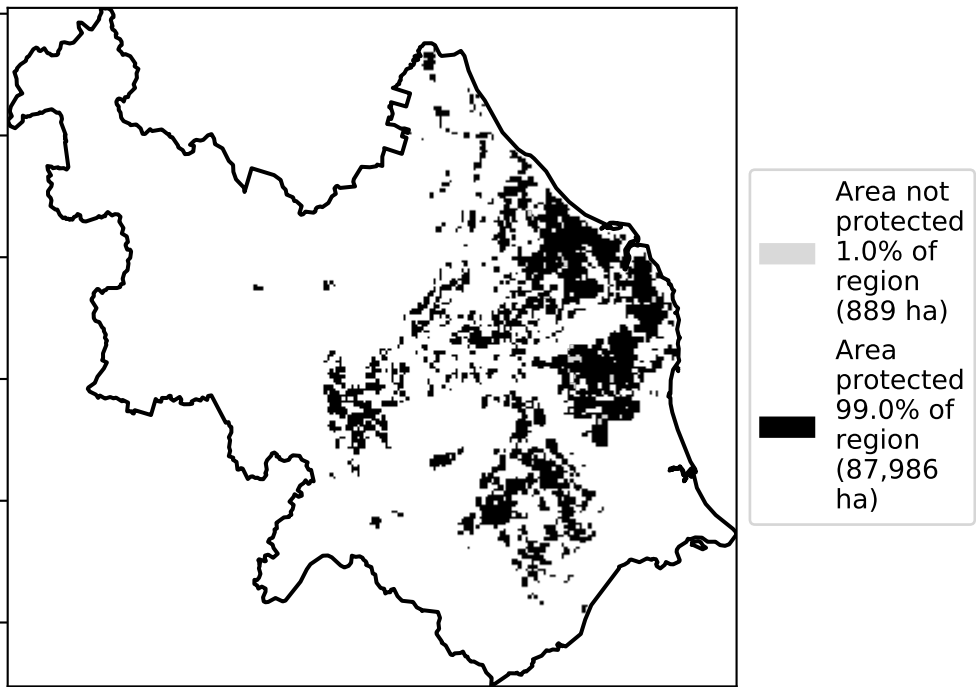 Area not
protected
1.0% of
region
(889 ha)
Area
protected
99.0% of
region
(87,986
ha)